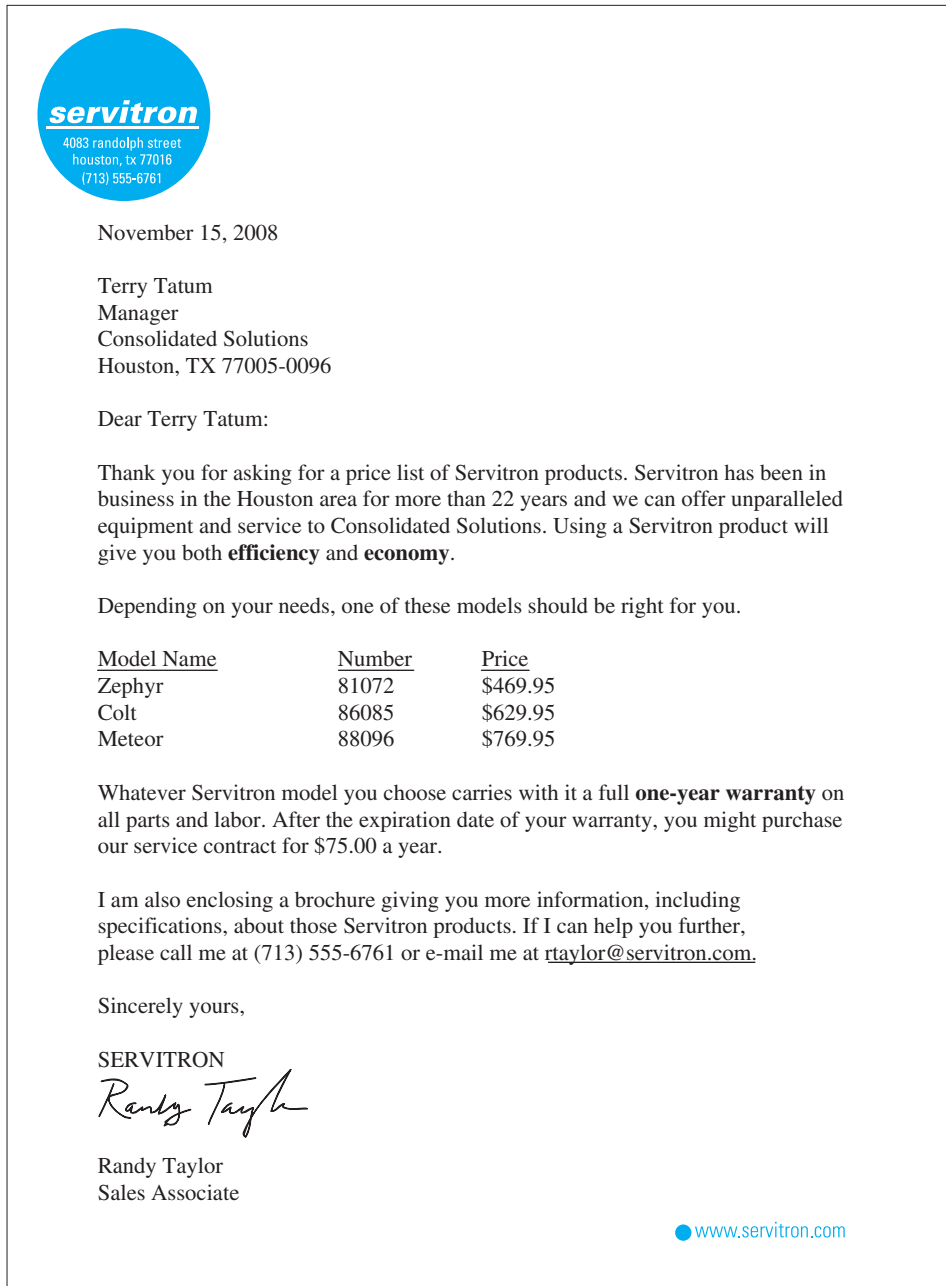 servitron
4083 randolph street
houston, tx 77016
(713) 555-6761
November 15, 2008
Terry Tatum
Manager
Consolidated Solutions
Houston, TX 77005-0096
Dear Terry Tatum:
Thank you for asking for a price list of Servitron products. Servitron has been in
business in the Houston area for more than 22 years and we can offer unparalleled
equipment and service to Consolidated Solutions. Using a Servitron product will
give you both efficiency and economy.
Depending on your needs, one of these models should be right for you.
Model Name Number Price
Zephyr 81072 $469.95
Colt 86085 $629.95
Meteor 88096 $769.95
Whatever Servitron model you choose carries with it a full one-year warranty on
all parts and labor. After the expiration date of your warranty, you might purchase
our service contract for $75.00 a year.
I am also enclosing a brochure giving you more information, including
specifications, about those Servitron products. If I can help you further,
please call me at (713) 555-6761 or e-mail me at rtaylor@servitron.com.
Sincerely yours,
SERVITRON
Randy Taylor
Randy Taylor
Sales Associate
www.servitron.com